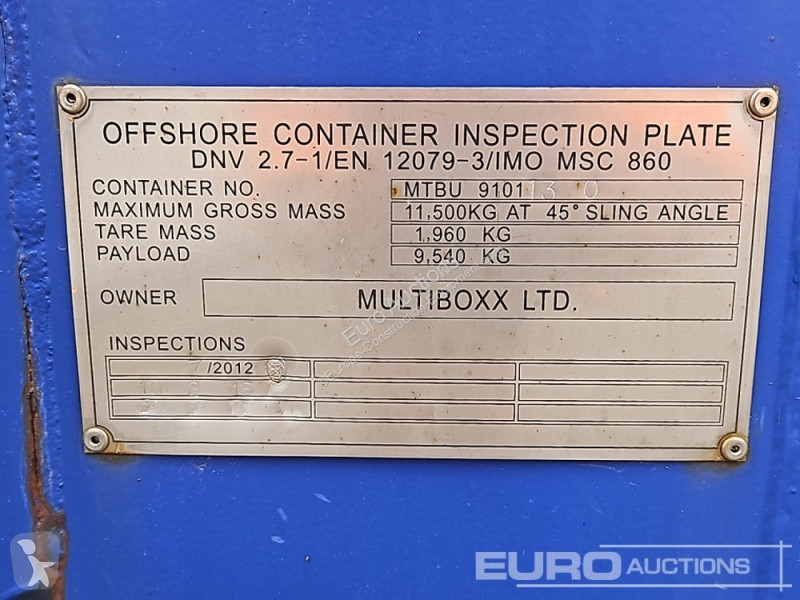 OFFSHORE CONTAINER INSPECTION PLATE
DNV 2.7-1/EN 12079-3/IMO MSC 860
CONTAINER NO. MTBU 9101
MAXIMUM GROSS MASS 11,500KG AT 45° SLING ANGLE
TARE MASS 1,960 KG
PAYLOAD 9,540 KG
OWNER MULTIBOXX LTD.
INSPECTIONS
/2012
Euro Auctions
EURO AUCTIONS